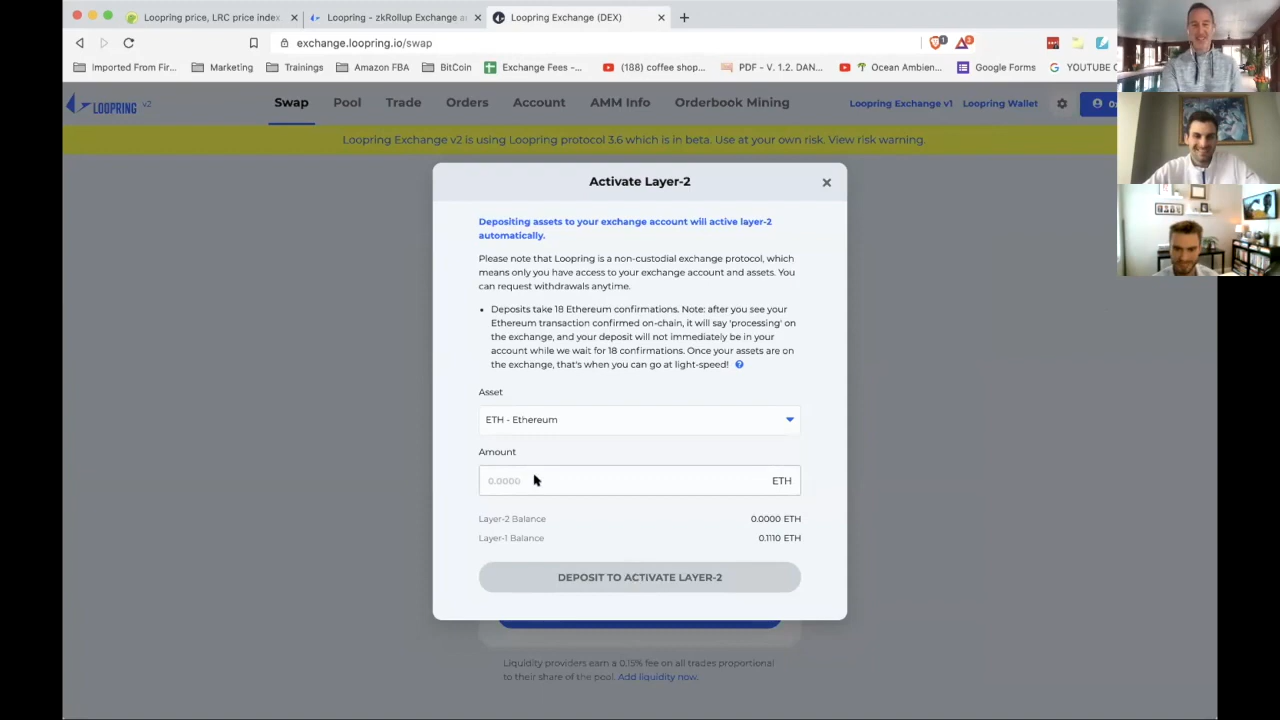 Loopring price, LRC price index
Loopring - zkRollup Exchange a
Loopring Exchange (DEX)
exchange.loopring.io/swap
1
3
Imported From Fir...
Marketing
Trainings
Amazon FBA
BitCoin
Exchange Fees -...
(188) coffee shop...
PDF - V. 1.2. DAN...
Ocean Ambien...
Google Forms
YOUTUBE C
LOOPRING v2
Swap
Pool
Trade
Orders
Account
AMM Info
Orderbook Mining
Loopring Exchange v1
Loopring Wallet
Loopring Exchange v2 is using Loopring protocol 3.6 which is in beta. Use at your own risk. View risk warning.
Activate Layer-2
Depositing assets to your exchange account will active layer-2
automatically.
Please note that Loopring is a non-custodial exchange protocol, which
means only you have access to your exchange account and assets. You
can request withdrawals anytime.
• Deposits take 18 Ethereum confirmations. Note: after you see your
Ethereum transaction confirmed on-chain, it will say 'processing' on
the exchange, and your deposit will not immediately be in your
account while we wait for 18 confirmations. Once your assets are on
the exchange, that's when you can go at light-speed!
Asset
ETH - Ethereum
Amount
0.0000
ETH
Layer-2 Balance
0.0000 ETH
Layer-1 Balance
0.1110 ETH
DEPOSIT TO ACTIVATE LAYER-2
Liquidity providers earn a 0.15% fee on all trades proportional
to their share of the pool. Add liquidity now.